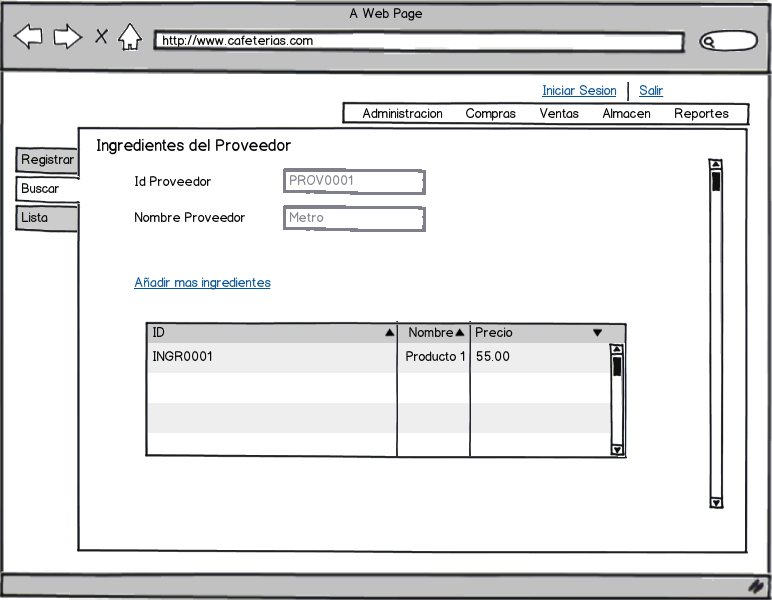 A Web Page
http://www.cafeterias.com
Iniciar Sesion Salir
Administracion Compras Ventas Almacen Reportes
Ingredientes del Proveedor
Registrar
Buscar
Lista
Id Proveedor PROV0001
Nombre Proveedor Metro
Añadir mas ingredientes
ID Nombre Precio
INGR0001 Producto 1 55.00